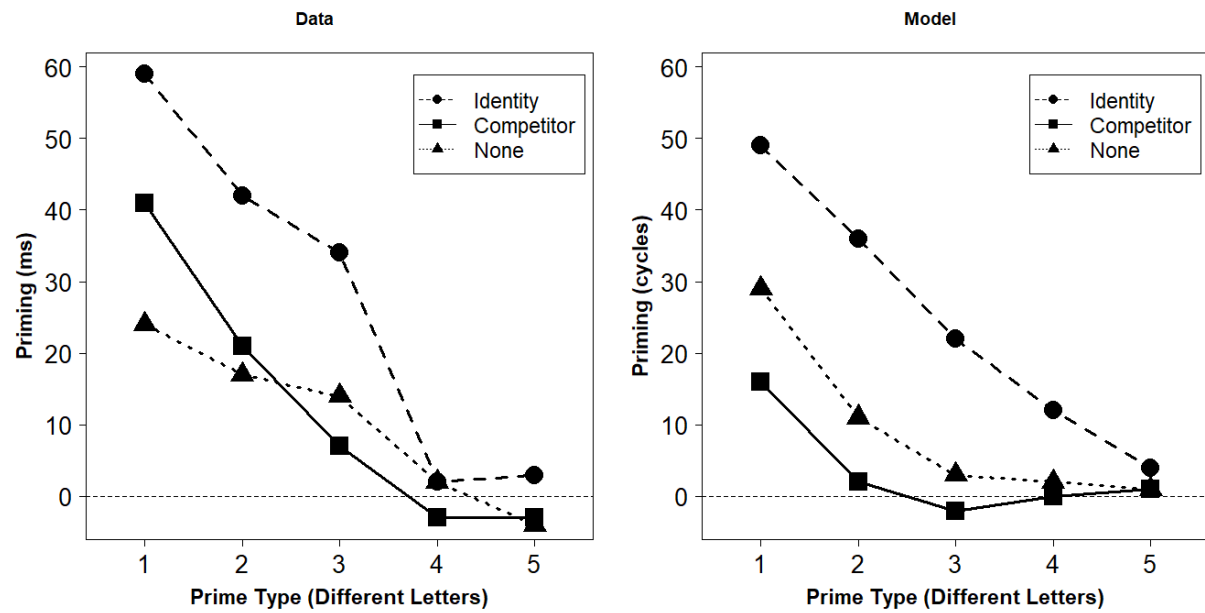 Data
Priming (ms)
60
50
40
30
20
10
0
Identity
Competitor
None
1 2 3 4 5
Prime Type (Different Letters)
Model
Priming (cycles)
60
50
40
30
20
10
0
Identity
Competitor
None
1 2 3 4 5
Prime Type (Different Letters)